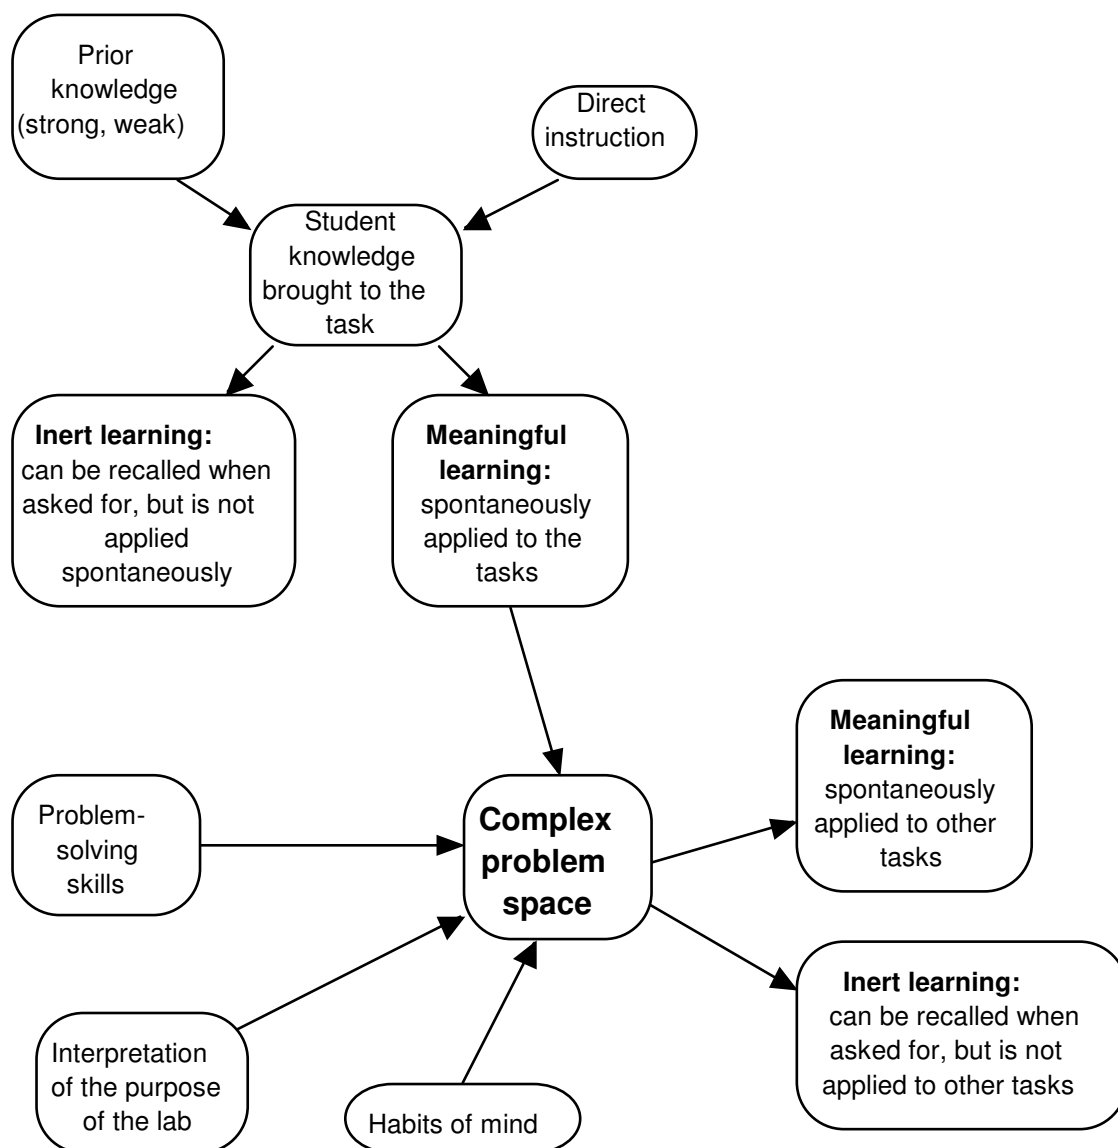 Prior
knowledge
(strong, weak)
Direct
instruction
Student
knowledge
brought to the
task
Inert learning:
can be recalled when
asked for, but is not
applied
spontaneously
Meaningful
learning:
spontaneously
applied to the
tasks
Meaningful
learning:
spontaneously
applied to other
tasks
Problem-
solving
skills
Complex
problem
space
Inert learning:
can be recalled when
asked for, but is not
applied to other tasks
Interpretation
of the purpose
of the lab
Habits of mind